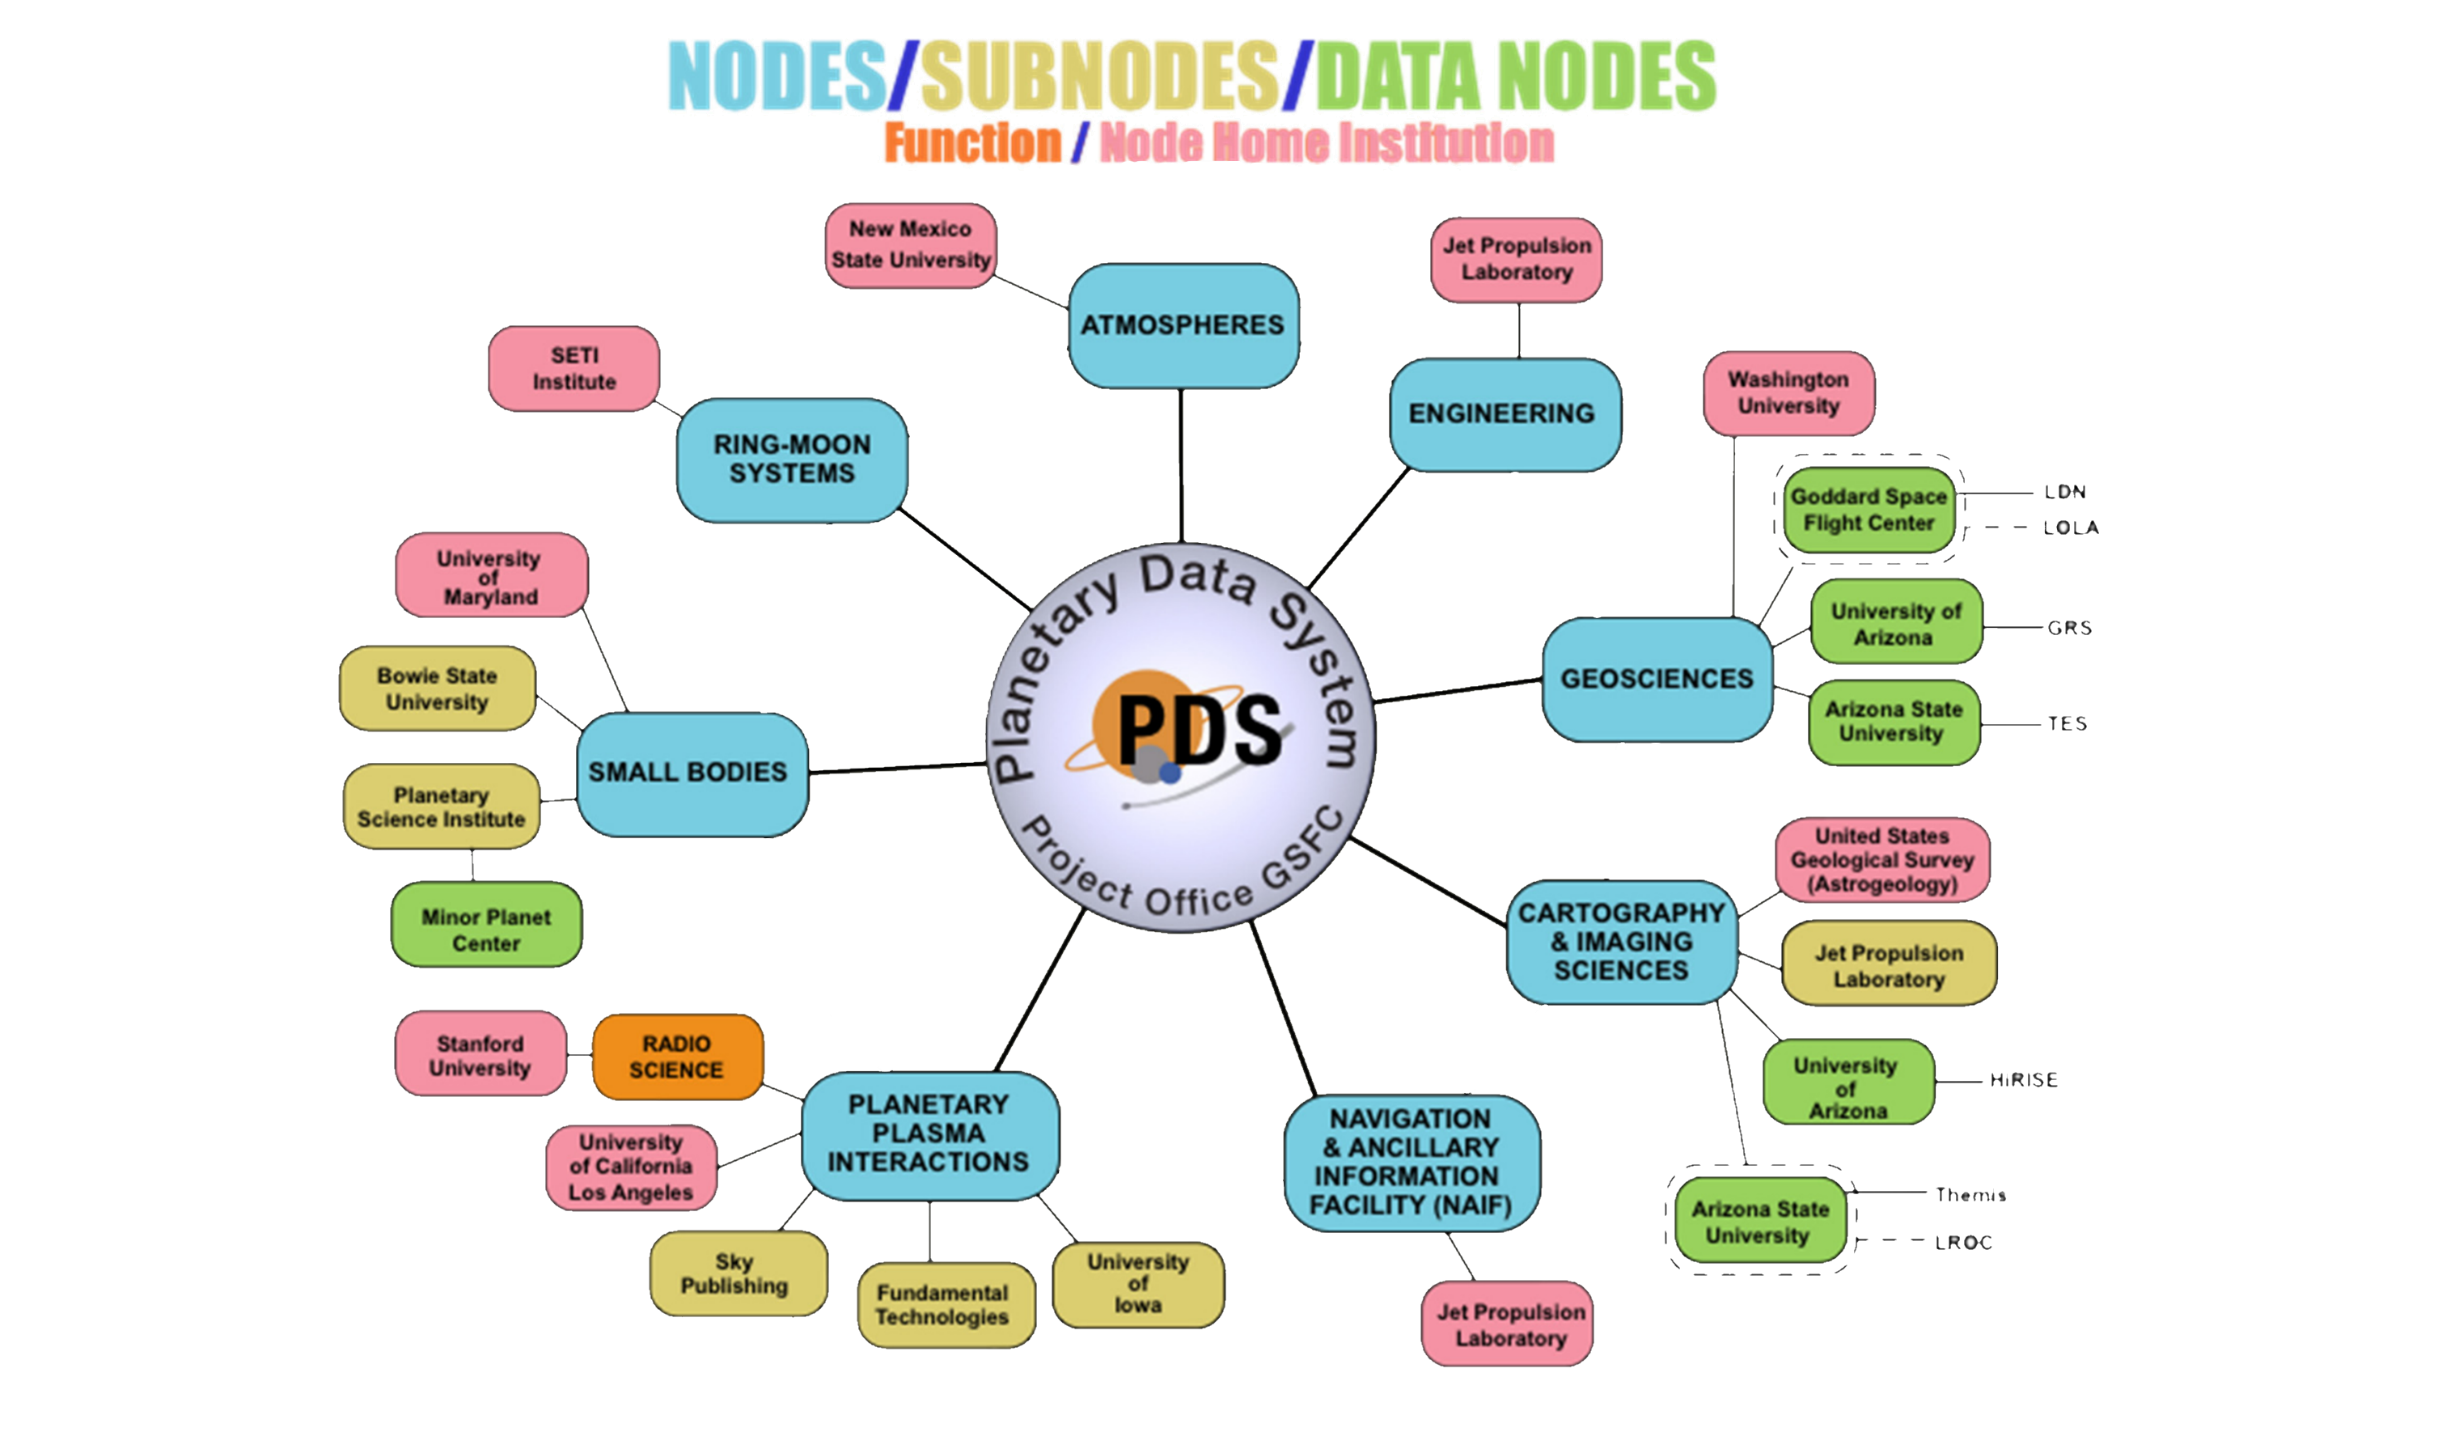 NODES/SUBNODES/DATA NODES
Function / Node Home Institution
New Mexico
State University
ATMOSPHERES
Jet Propulsion
Laboratory
ENGINEERING
SETI
Institute
RING-MOON
SYSTEMS
Washington
University
Goddard Space
Flight Center
LDN
LOLA
University of
Arizona
GRS
GEOSCIENCES
Arizona State
University
TES
University
of
Maryland
Bowie State
University
SMALL BODIES
Planetary
Science Institute
Minor Planet
Center
Planetary Data System
PDS
Project Office GSFC
United States
Geological Survey
(Astrogeology)
CARTOGRAPHY
& IMAGING
SCIENCES
Jet Propulsion
Laboratory
University
of
Arizona
HiRISE
Arizona State
University
Themis
LROC
Stanford
University
RADIO
SCIENCE
PLANETARY
PLASMA
INTERACTIONS
University
of California
Los Angeles
Sky
Publishing
Fundamental
Technologies
University
of
Iowa
NAVIGATION
& ANCILLARY
INFORMATION
FACILITY (NAIF)
Jet Propulsion
Laboratory